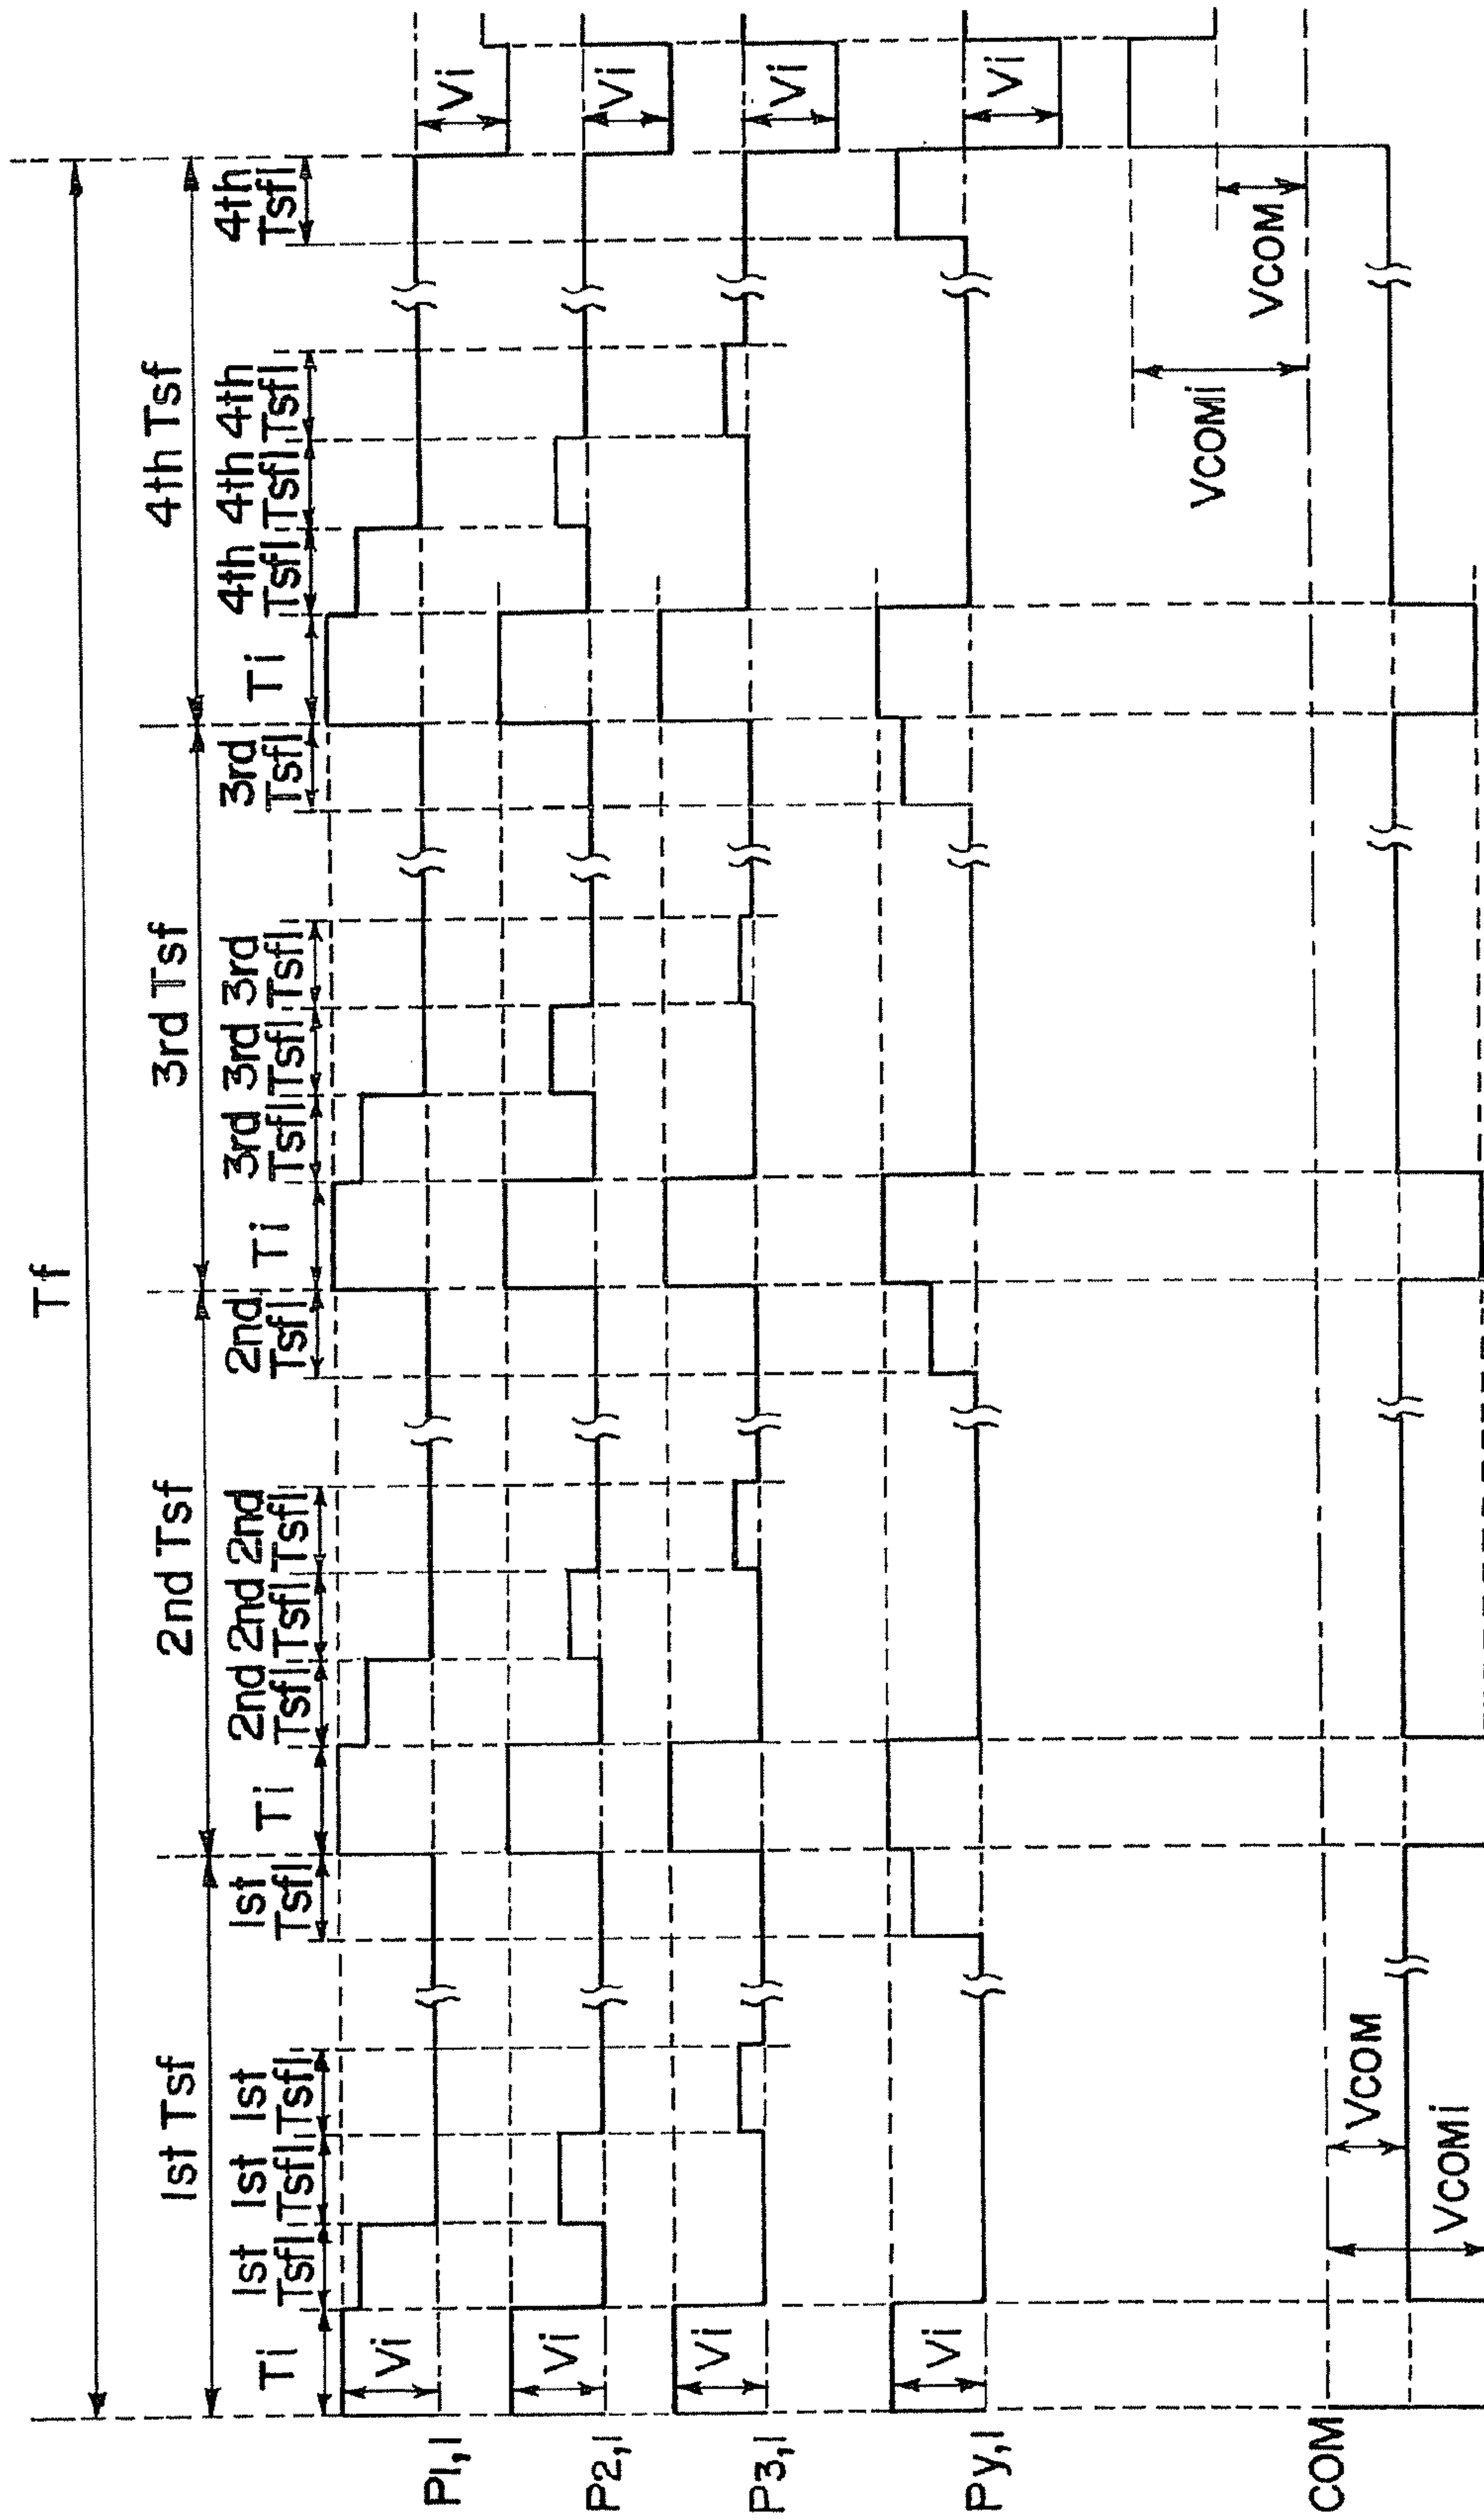 Tf
1st Tsf
2nd Tsf
3rd Tsf
4th Tsf
Ti
1st Tsfl
1st Tsfl
1st Tsfl
1st Tsfl
Ti
2nd Tsfl
2nd Tsfl
2nd Tsfl
2nd Tsfl
Ti
3rd Tsfl
3rd Tsfl
3rd Tsfl
3rd Tsfl
Ti
4th Tsfl
4th Tsfl
4th Tsfl
4th Tsfl
P1,1
Vi
Vi
P2,1
Vi
Vi
P3,1
Vi
Vi
Py,1
Vi
Vi
COM
VCOM
VCOMi
VCOMi
VCOM